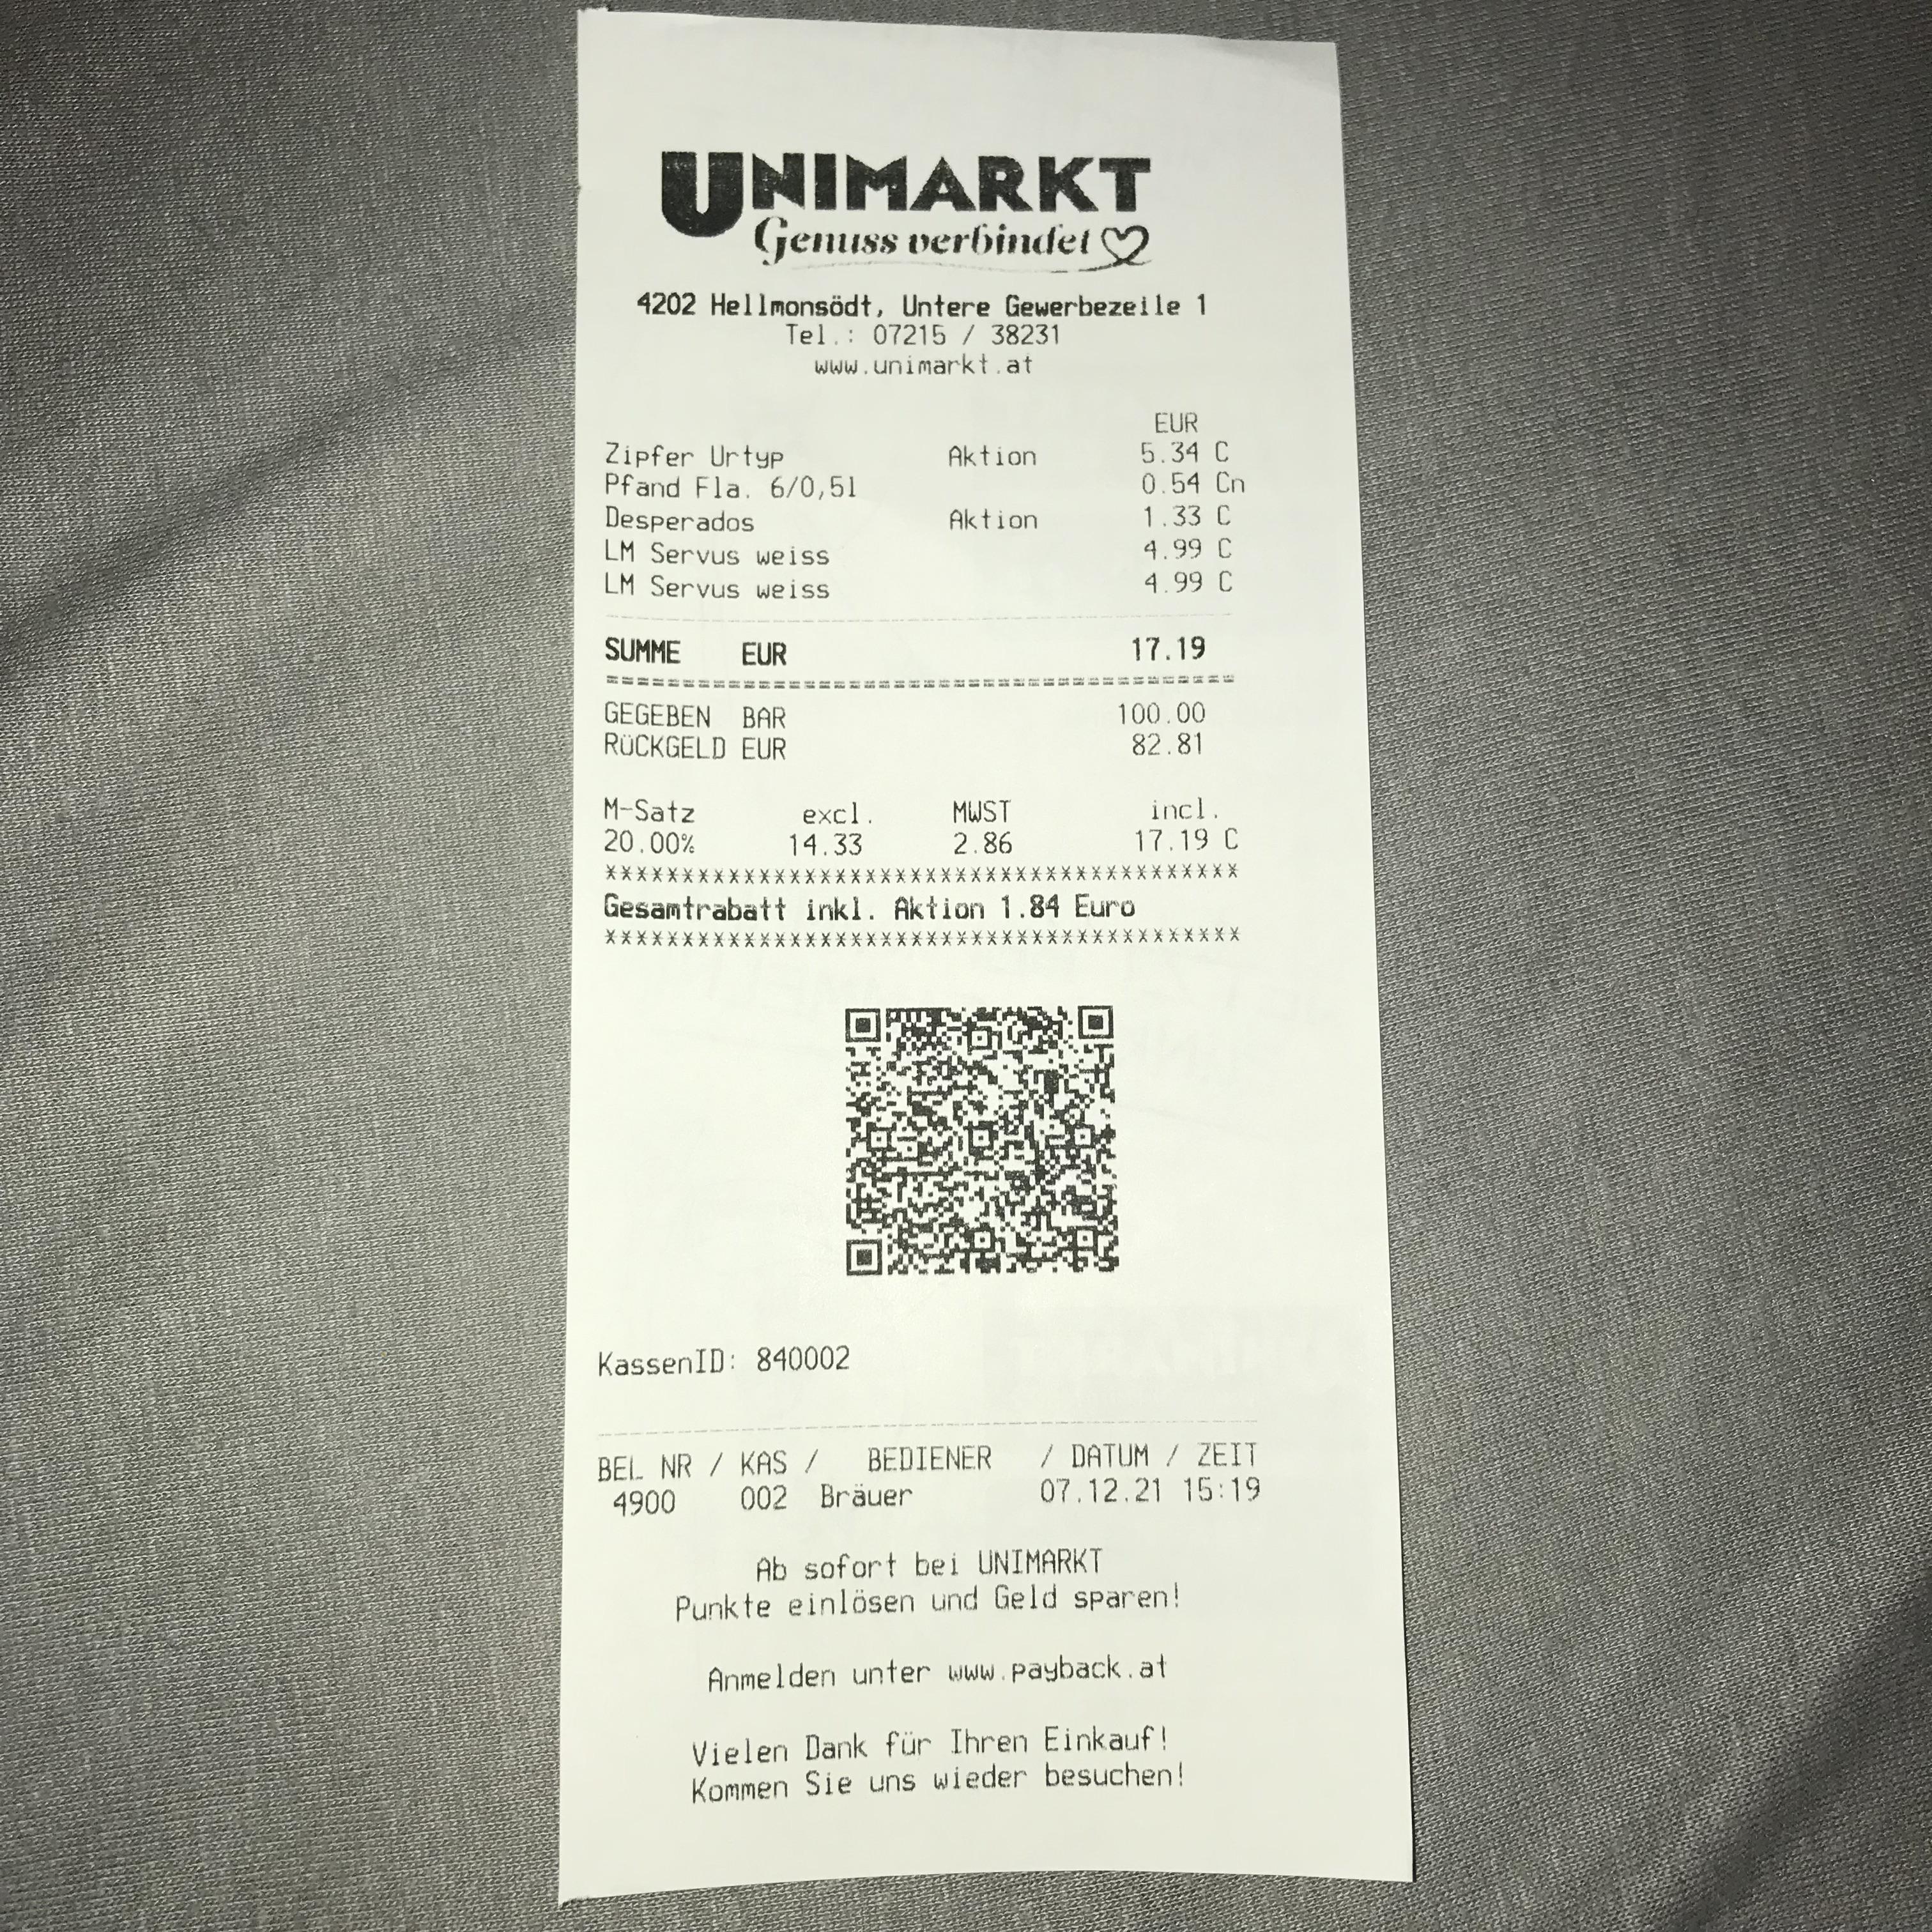 UNIMARKT
Genuss verbindet
4202 Hellmonsödt, Untere Gewerbezeile 1
Tel.: 07215 / 38231
www.unimarkt.at
EUR
Zipfer Urtyp Aktion 5.34 C
Pfand Fla. 6/0,5l 0.54 Cn
Desperados Aktion 1.33 C
LM Servus weiss 4.99 C
LM Servus weiss 4.99 C
SUMME EUR 17.19
GEGEBEN BAR 100.00
RÜCKGELD EUR 82.81
M-Satz excl. MWST incl.
20.00% 14.33 2.86 17.19 C
*******************************************
Gesamtrabatt inkl. Aktion 1.84 Euro
*******************************************
KassenID: 840002
BEL NR / KAS / BEDIENER / DATUM / ZEIT
4900 002 Bräuer 07.12.21 15:19
Ab sofort bei UNIMARKT
Punkte einlösen und Geld sparen!
Anmelden unter www.payback.at
Vielen Dank für Ihren Einkauf!
Kommen Sie uns wieder besuchen!